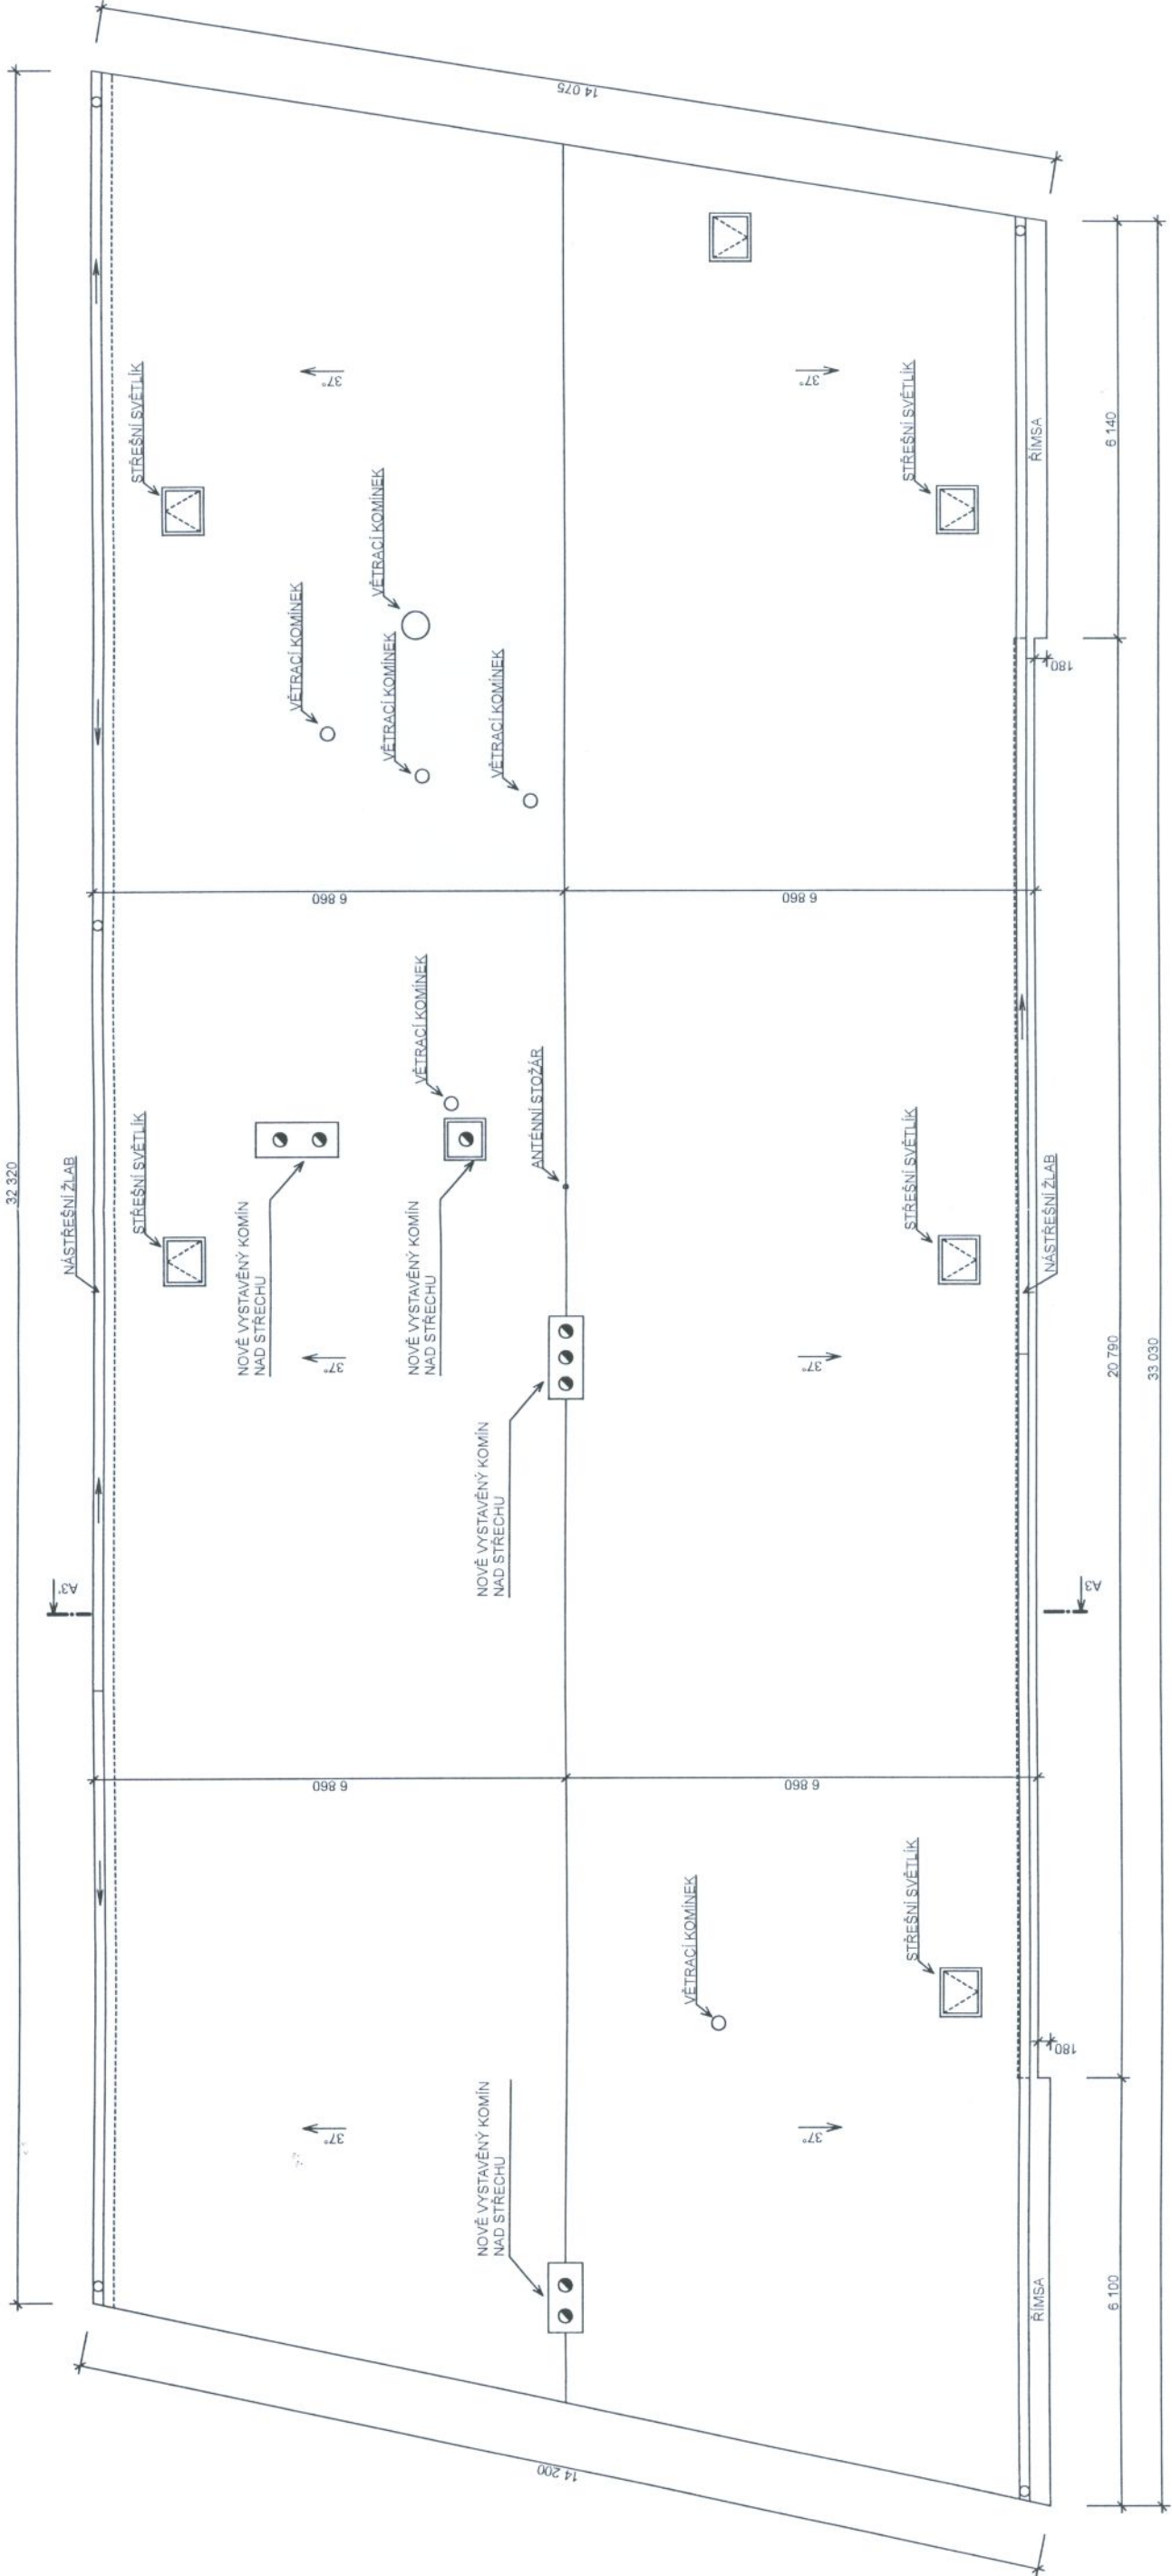 32 320
A3'
NÁSTŘEŠNÍ ŽLAB
STŘEŠNÍ SVĚTLÍK
STŘEŠNÍ SVĚTLÍK
NOVĚ VYSTAVĚNÝ KOMÍN
NAD STŘECHU
VĚTRACÍ KOMÍNEK
37°
6 860
37°
6 860
37°
VĚTRACÍ KOMÍNEK
VĚTRACÍ KOMÍNEK
NOVĚ VYSTAVĚNÝ KOMÍN
NAD STŘECHU
VĚTRACÍ KOMÍNEK
NOVĚ VYSTAVĚNÝ KOMÍN
NAD STŘECHU
NOVĚ VYSTAVĚNÝ KOMÍN
NAD STŘECHU
VĚTRACÍ KOMÍNEK
ANTÉNNÍ STOŽÁR
14 200
14 075
VĚTRACÍ KOMÍNEK
37°
6 860
37°
6 860
37°
STŘEŠNÍ SVĚTLÍK
STŘEŠNÍ SVĚTLÍK
STŘEŠNÍ SVĚTLÍK
ŘÍMSA
NÁSTŘEŠNÍ ŽLAB
ŘÍMSA
180
A3'
180
6 100
20 790
6 140
33 030